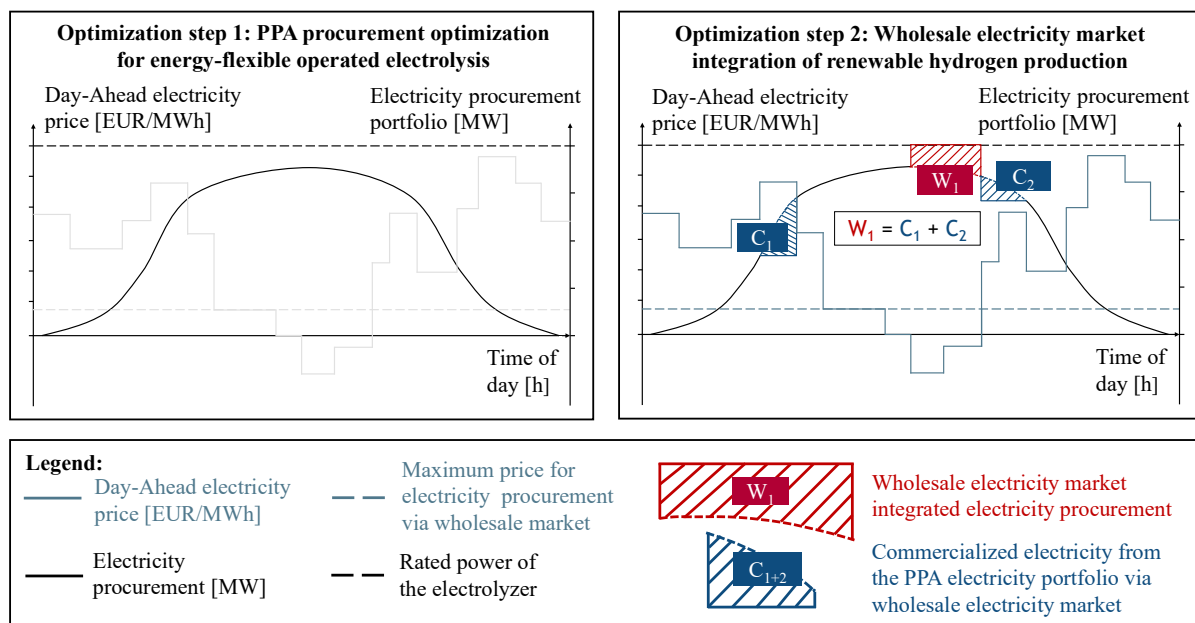 Optimization step 1: PPA procurement optimization
for energy-flexible operated electrolysis
Day-Ahead electricity
price [EUR/MWh]
Electricity procurement
portfolio [MW]
Time of
day [h]
Optimization step 2: Wholesale electricity market
integration of renewable hydrogen production
Day-Ahead electricity
price [EUR/MWh]
Electricity procurement
portfolio [MW]
W1
C2
C1
W1 = C1 + C2
Time of
day [h]
Legend:
Day-Ahead electricity
price [EUR/MWh]
Electricity
procurement [MW]
Maximum price for
electricity procurement
via wholesale market
Rated power of
the electrolyzer
W1
Wholesale electricity market
integrated electricity procurement
C1+2
Commercialized electricity from
the PPA electricity portfolio via
wholesale electricity market